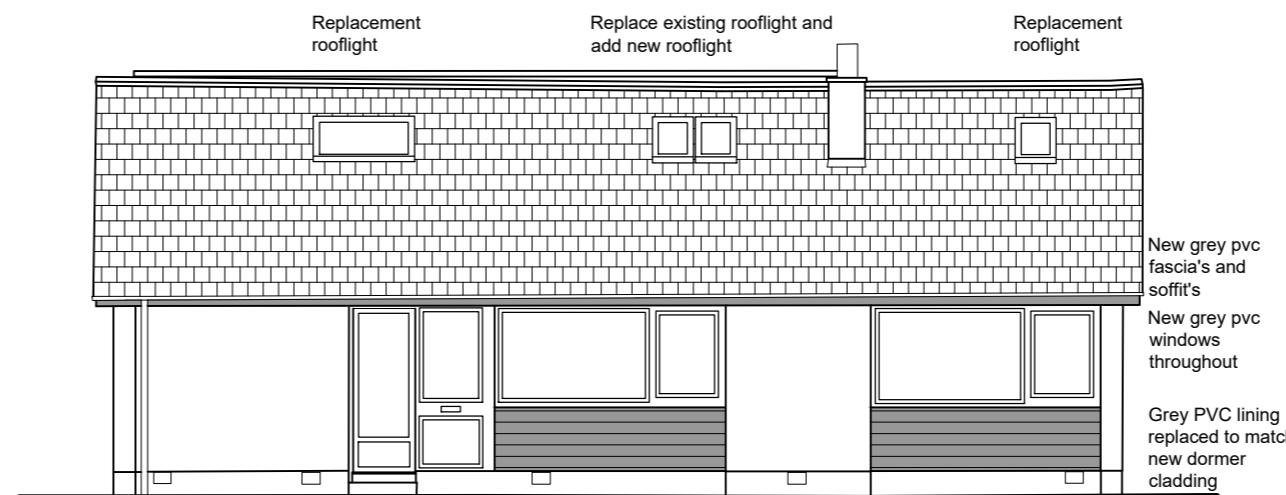 Replacement
rooflight
Replace existing rooflight and
add new rooflight
Replacement
rooflight
New grey pvc
fascia's and
soffit's
New grey pvc
windows
throughout
Grey PVC lining
replaced to matc
new dormer
cladding